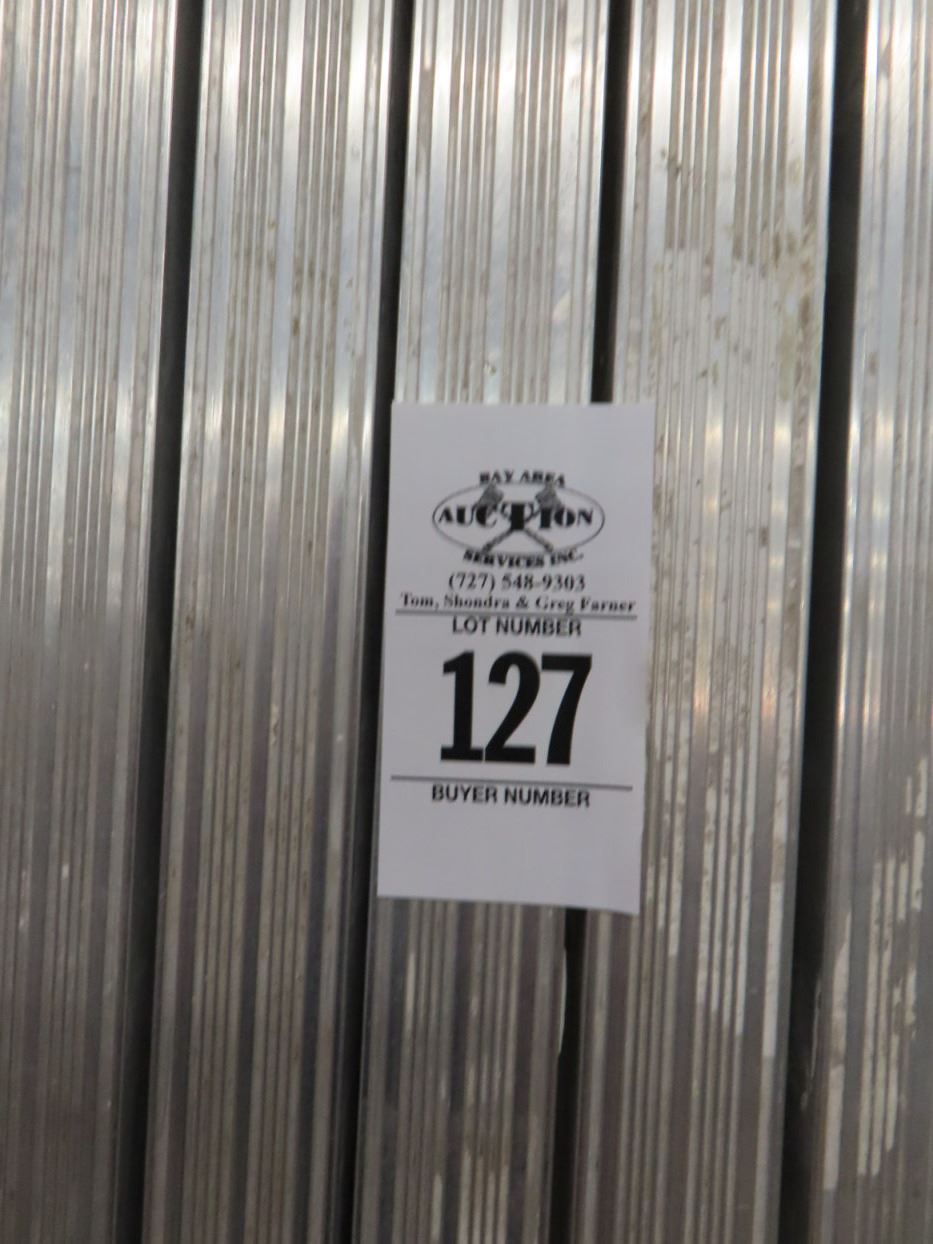 BAY AREA
AUCTION
SERVICES INC.
(727) 548-9303
Tom, Shondra & Greg Farner
LOT NUMBER
127
BUYER NUMBER